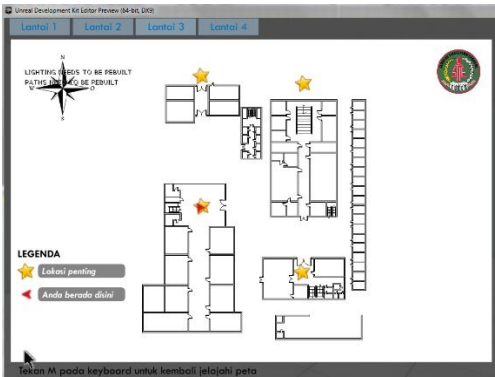 Unreal Development Kit Editor Preview (64-bit, DX9)
Lantai 1
Lantai 2
Lantai 3
Lantai 4
LIGHTING NEEDS TO BE REBUILT
PATHS NEED TO BE REBUILT
N
W
S
LEGENDA
Lokasi penting
Anda berada disini
Tekan M pada keyboard untuk kembali jelajahi peta